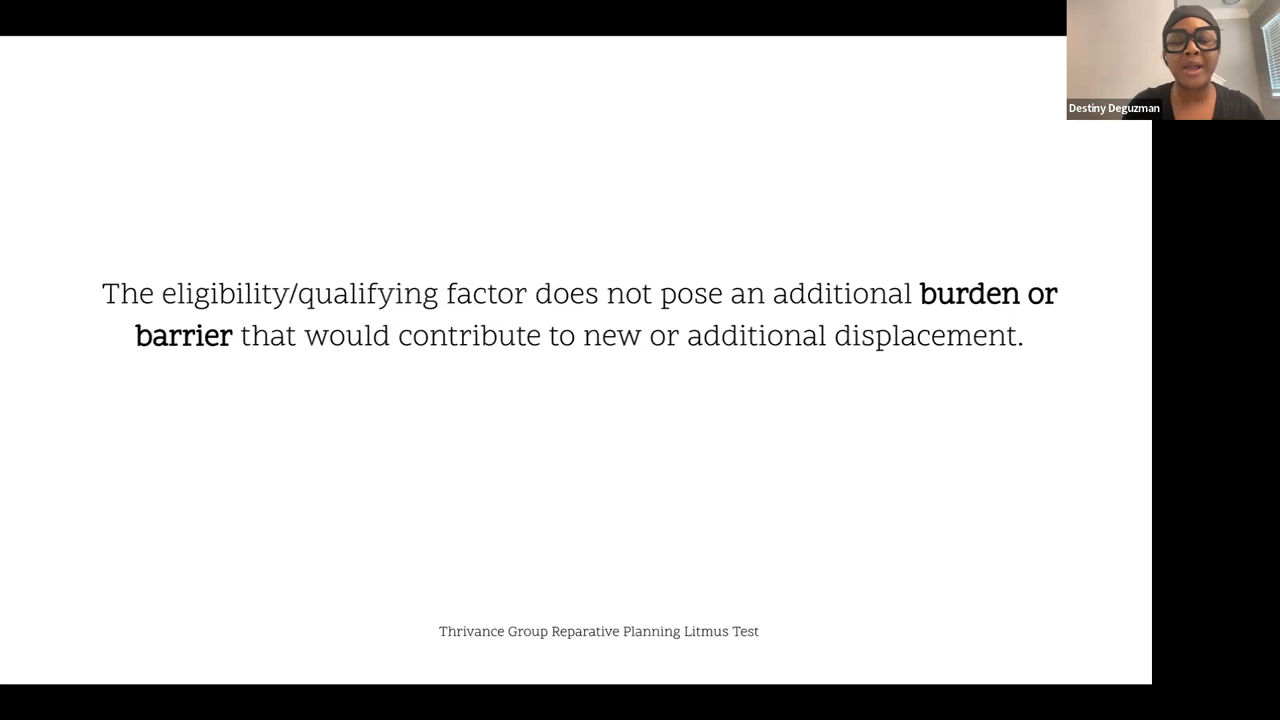 Destiny Deguzman
The eligibility/qualifying factor does not pose an additional burden or
barrier that would contribute to new or additional displacement.
Thrivance Group Reparative Planning Litmus Test